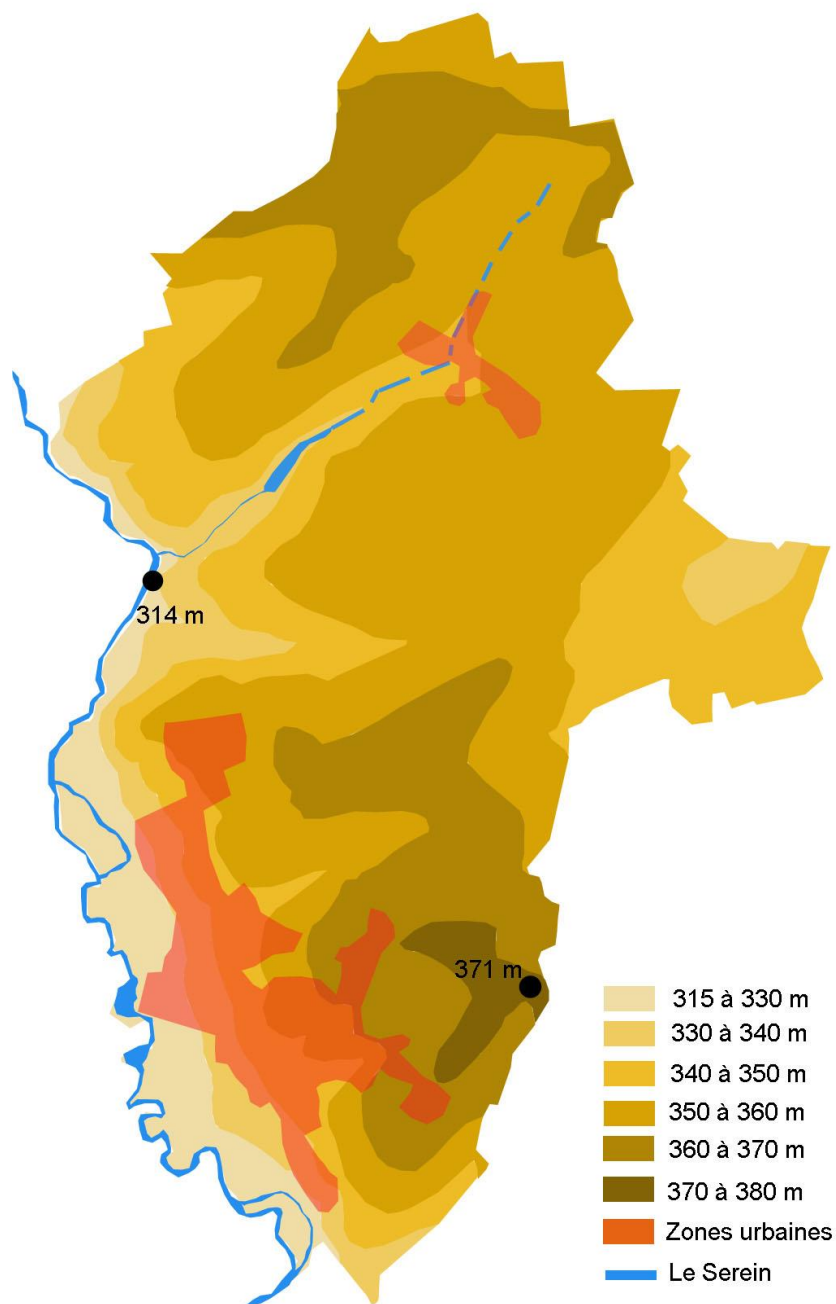 314 m
371 m
315 à 330 m
330 à 340 m
340 à 350 m
350 à 360 m
360 à 370 m
370 à 380 m
Zones urbaines
Le Serein